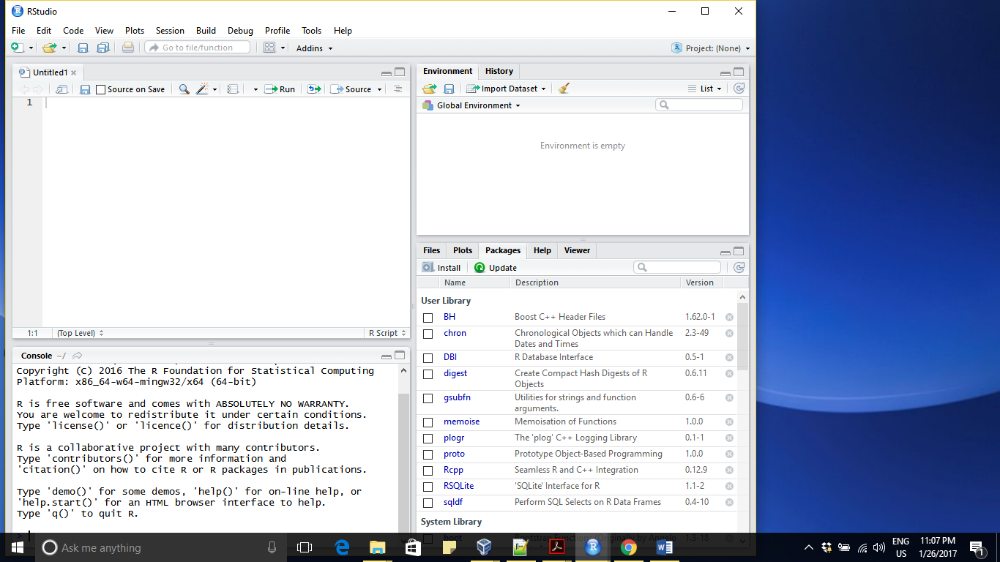 RStudio
File Edit Code View Plots Session Build Debug Profile Tools Help
Go to file/function Addins Project: (None)
Untitled1
Source on Save Run Source
1
1:1 (Top Level) R Script
Console ~/
Copyright (C) 2016 The R Foundation for Statistical Computing
Platform: x86_64-w64-mingw32/x64 (64-bit)
R is free software and comes with ABSOLUTELY NO WARRANTY.
You are welcome to redistribute it under certain conditions.
Type 'license()' or 'licence()' for distribution details.
R is a collaborative project with many contributors.
Type 'contributors()' for more information and
'citation()' on how to cite R or R packages in publications.
Type 'demo()' for some demos, 'help()' for on-line help, or
'help.start()' for an HTML browser interface to help.
Type 'q()' to quit R.
>
Environment History
Import Dataset List
Global Environment
Environment is empty
Files Plots Packages Help Viewer
Install Update
Name Description Version
User Library
BH Boost C++ Header Files 1.62.0-1
chron Chronological Objects which can Handle 2.3-49
Dates and Times
DBI R Database Interface 0.5-1
digest Create Compact Hash Digests of R 0.6.11
Objects
gsubfn Utilities for strings and function 0.6-6
arguments.
memoise Memoisation of Functions 1.0.0
plogr The 'plog' C++ Logging Library 0.1-1
proto Prototype Object-Based Programming 1.0.0
Rcpp Seamless R and C++ Integration 0.12.9
RSQLite 'SQLite' Interface for R 1.1-2
sqldf Perform SQL Selects on R Data Frames 0.4-10
System Library
boot Bootstrap Functions (Originally by Angelo 1.3-18
Ask me anything
ENG 11:07 PM
US 1/26/2017
1